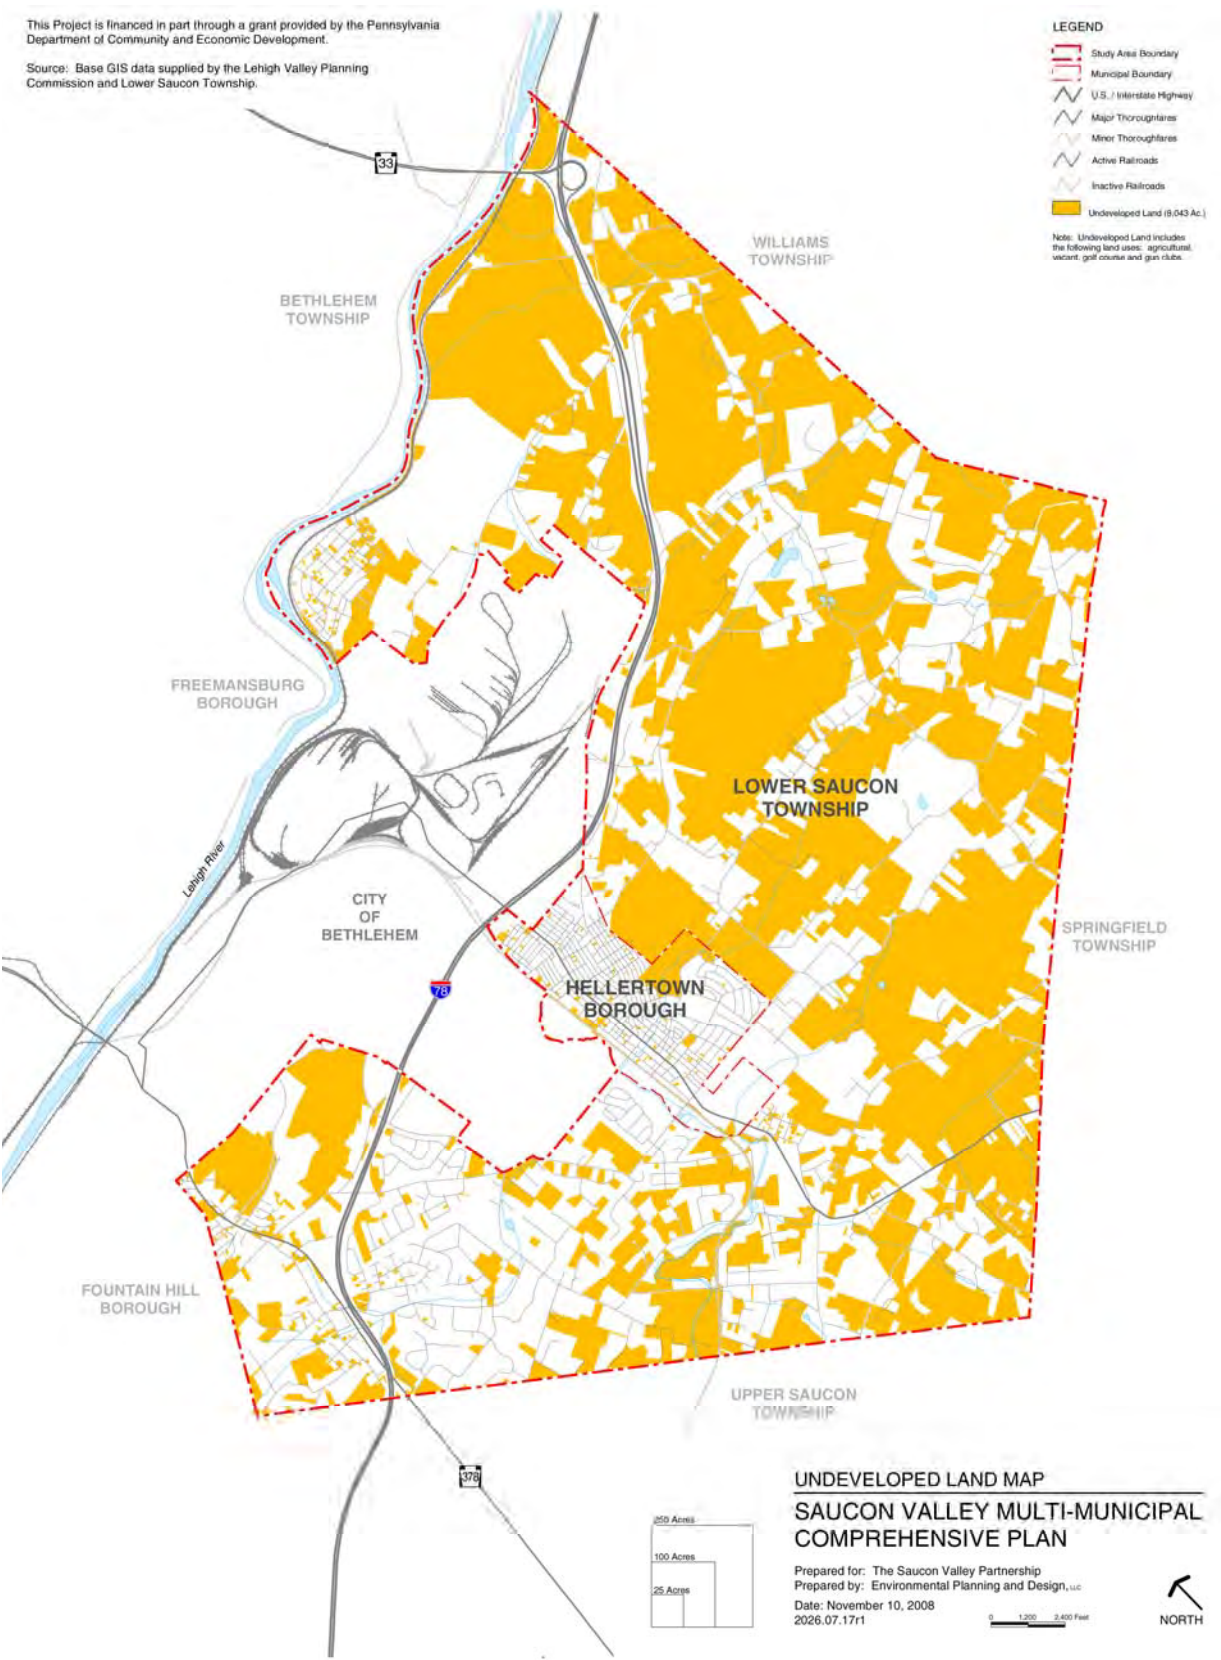 This Project is financed in part through a grant provided by the Pennsylvania
Department of Community and Economic Development.
Source: Base GIS data supplied by the Lehigh Valley Planning
Commission and Lower Saucon Township.
LEGEND
Study Area Boundary
Municipal Boundary
U.S. / Interstate Highway
Major Thoroughfares
Minor Thoroughfares
Active Railroads
Inactive Railroads
Undeveloped Land (9,043 Ac.)
Note: Undeveloped Land includes
the following land uses: agricultural,
vacant, golf course and gun clubs.
33
WILLIAMS
TOWNSHIP
BETHLEHEM
TOWNSHIP
FREEMANSBURG
BOROUGH
LOWER SAUCON
TOWNSHIP
Lehigh River
CITY
OF
BETHLEHEM
SPRINGFIELD
TOWNSHIP
78
HELLERTOWN
BOROUGH
FOUNTAIN HILL
BOROUGH
UPPER SAUCON
TOWNSHIP
378
UNDEVELOPED LAND MAP
SAUCON VALLEY MULTI-MUNICIPAL
COMPREHENSIVE PLAN
Prepared for: The Saucon Valley Partnership
Prepared by: Environmental Planning and Design, LLC
Date: November 10, 2008
2026.07.17r1
250 Acres
100 Acres
25 Acres
0 1,200 2,400 Feet
NORTH